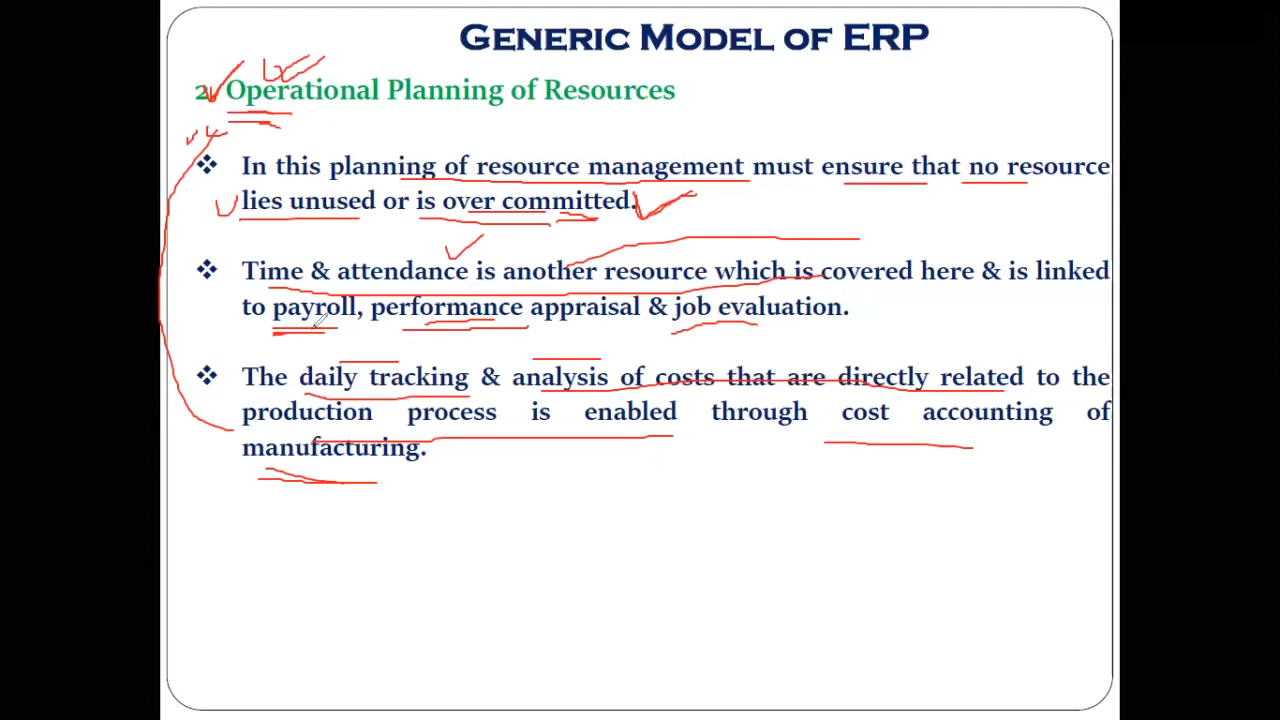 GENERIC MODEL OF ERP
2. Operational Planning of Resources
❖ In this planning of resource management must ensure that no resource
lies unused or is over committed.
❖ Time & attendance is another resource which is covered here & is linked
to payroll, performance appraisal & job evaluation.
❖ The daily tracking & analysis of costs that are directly related to the
production process is enabled through cost accounting of
manufacturing.